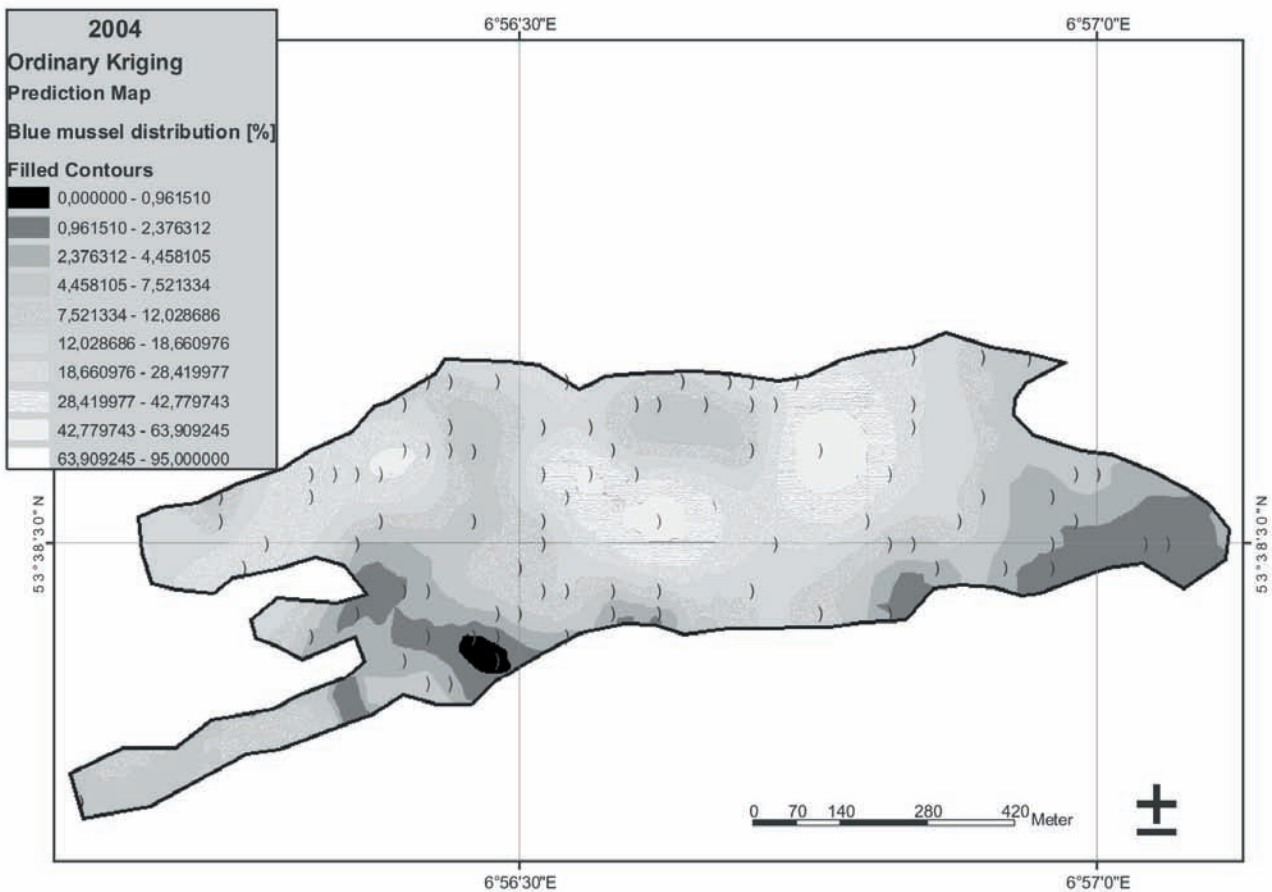 2004
Ordinary Kriging
Prediction Map
Blue mussel distribution [%]
Filled Contours
0,000000 - 0,961510
0,961510 - 2,376312
2,376312 - 4,458105
4,458105 - 7,521334
7,521334 - 12,028686
12,028686 - 18,660976
18,660976 - 28,419977
28,419977 - 42,779743
42,779743 - 63,909245
63,909245 - 95,000000
6°56'30"E
6°57'0"E
53°38'30"N
53°38'30"N
0 70 140 280 420 Meter
±
6°56'30"E
6°57'0"E